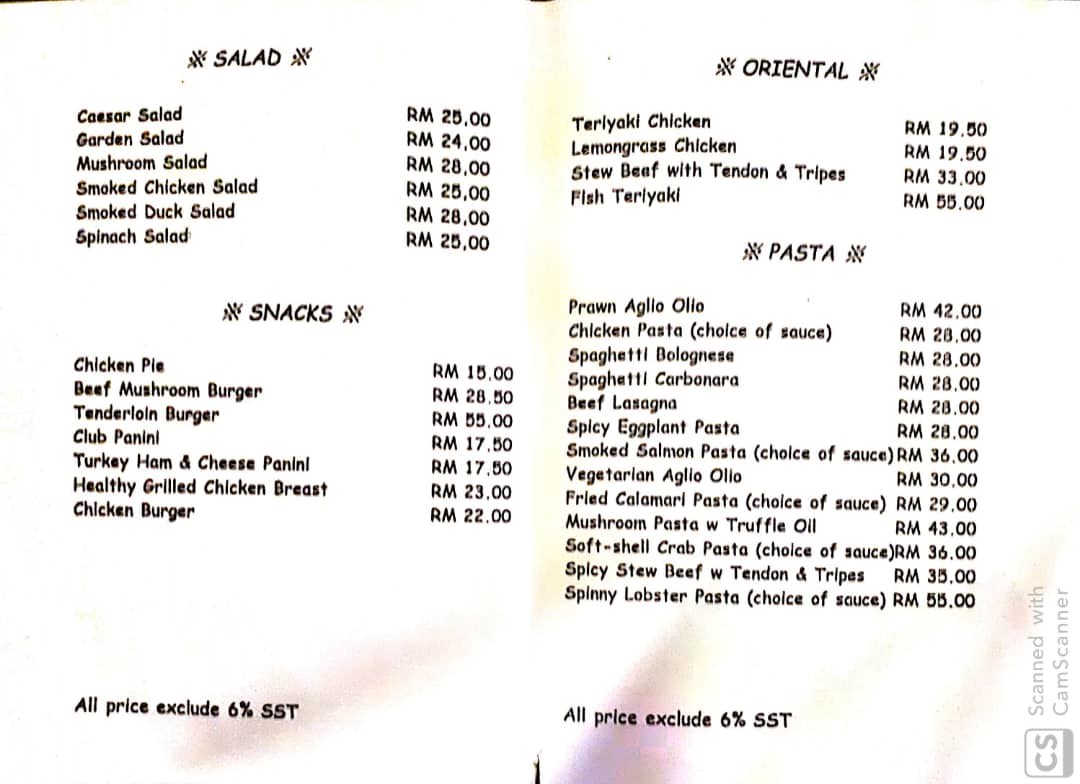 ※ SALAD ※
Caesar Salad RM 25.00
Garden Salad RM 24.00
Mushroom Salad RM 28.00
Smoked Chicken Salad RM 25.00
Smoked Duck Salad RM 28.00
Spinach Salad RM 25.00
※ SNACKS ※
Chicken Pie RM 15.00
Beef Mushroom Burger RM 28.50
Tenderloin Burger RM 55.00
Club Panini RM 17.50
Turkey Ham & Cheese Panini RM 17.50
Healthy Grilled Chicken Breast RM 23.00
Chicken Burger RM 22.00
All price exclude 6% SST
※ ORIENTAL ※
Teriyaki Chicken RM 19.50
Lemongrass Chicken RM 19.50
Stew Beef with Tendon & Tripes RM 33.00
Fish Teriyaki RM 55.00
※ PASTA ※
Prawn Aglio Olio RM 42.00
Chicken Pasta (choice of sauce) RM 28.00
Spaghetti Bolognese RM 28.00
Spaghetti Carbonara RM 28.00
Beef Lasagna RM 28.00
Spicy Eggplant Pasta RM 28.00
Smoked Salmon Pasta (choice of sauce) RM 36.00
Vegetarian Aglio Olio RM 30.00
Fried Calamari Pasta (choice of sauce) RM 29.00
Mushroom Pasta w Truffle Oil RM 43.00
Soft-shell Crab Pasta (choice of sauce)RM 36.00
Spicy Stew Beef w Tendon & Tripes RM 35.00
Spinny Lobster Pasta (choice of sauce) RM 55.00
All price exclude 6% SST
CS Scanned with
CamScanner